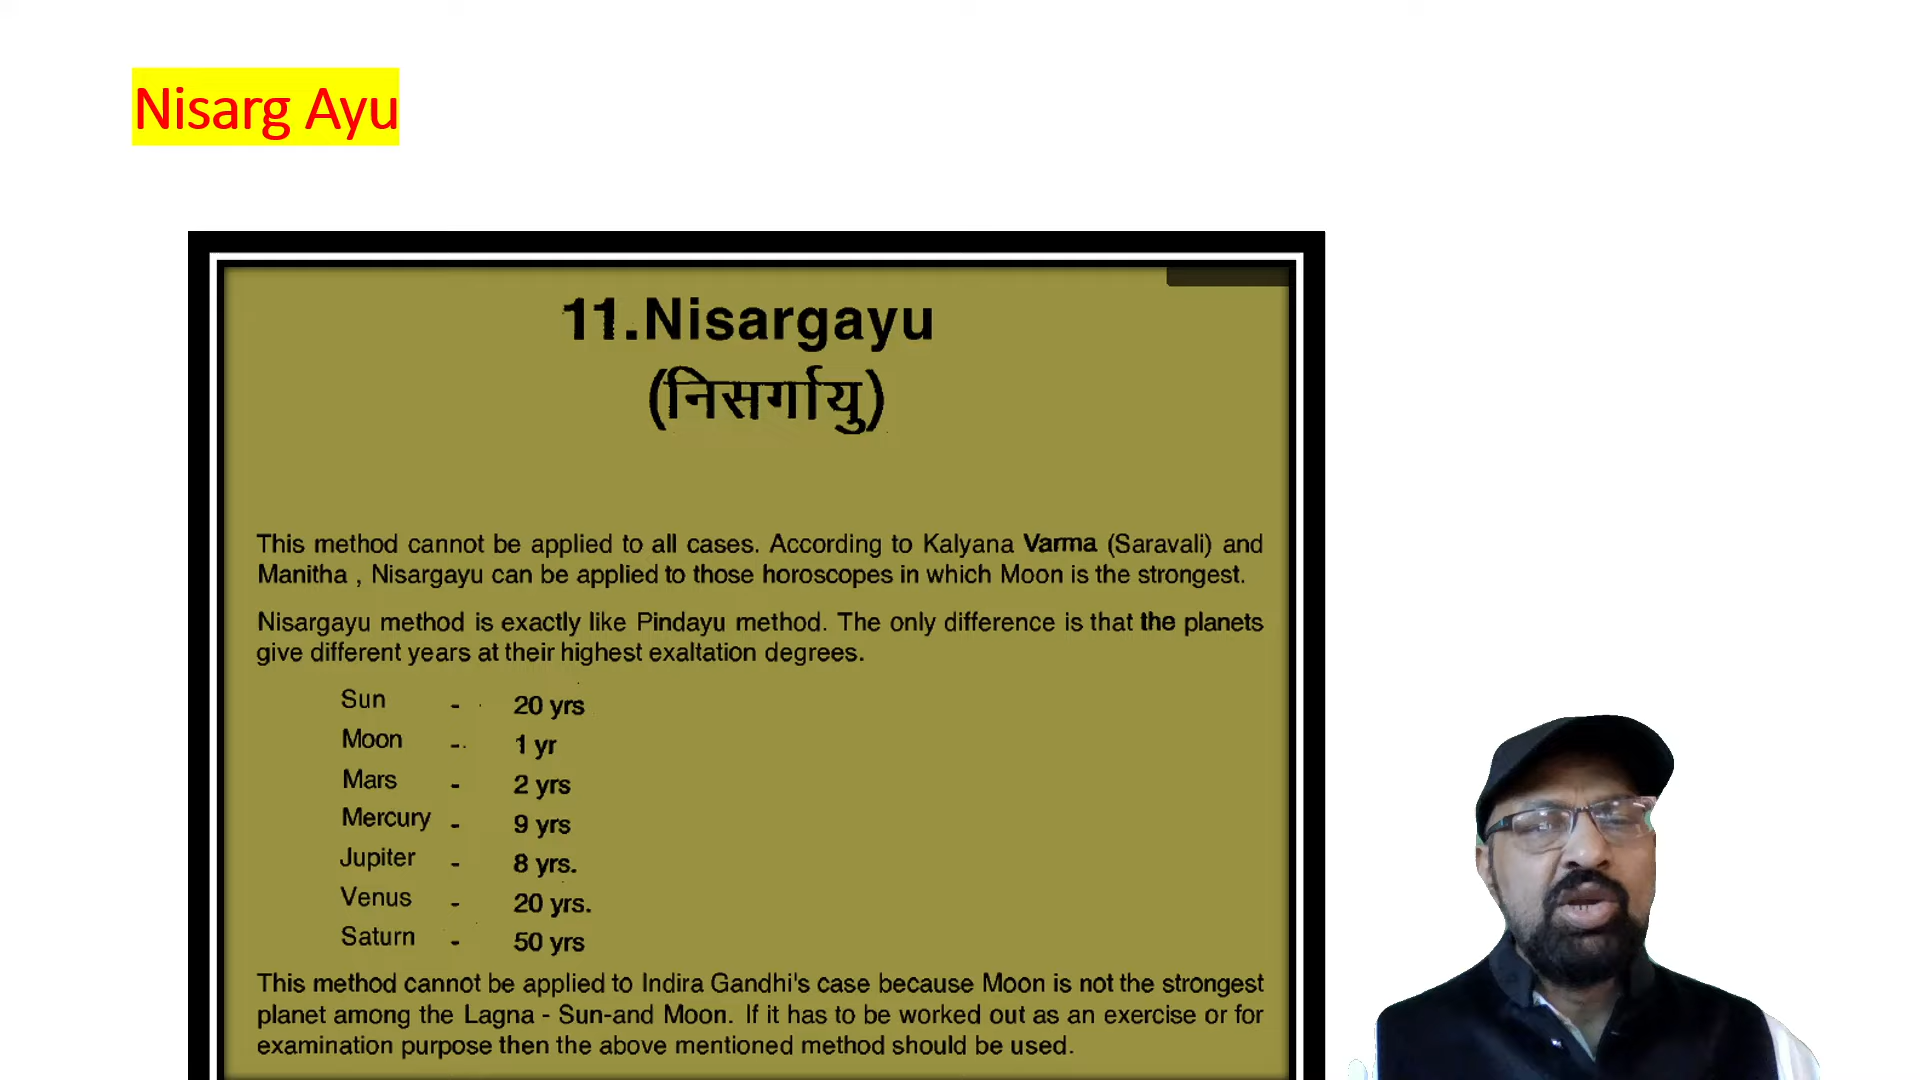 Nisarg Ayu
11.Nisargayu
(निसर्गायु)
This method cannot be applied to all cases. According to Kalyana Varma (Saravali) and
Manitha , Nisargayu can be applied to those horoscopes in which Moon is the strongest.
Nisargayu method is exactly like Pindayu method. The only difference is that the planets
give different years at their highest exaltation degrees.
Sun - 20 yrs
Moon - 1 yr
Mars - 2 yrs
Mercury - 9 yrs
Jupiter - 8 yrs.
Venus - 20 yrs.
Saturn - 50 yrs
This method cannot be applied to Indira Gandhi's case because Moon is not the strongest
planet among the Lagna - Sun-and Moon. If it has to be worked out as an exercise or for
examination purpose then the above mentioned method should be used.